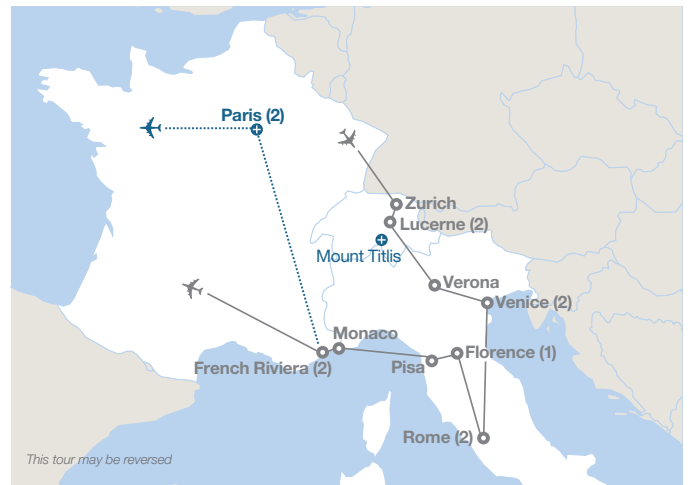 Paris (2)
Zurich
Lucerne (2)
Mount Titlis
Verona
Venice (2)
Monaco
Florence (1)
French Riviera (2)
Pisa
Rome (2)
This tour may be reversed